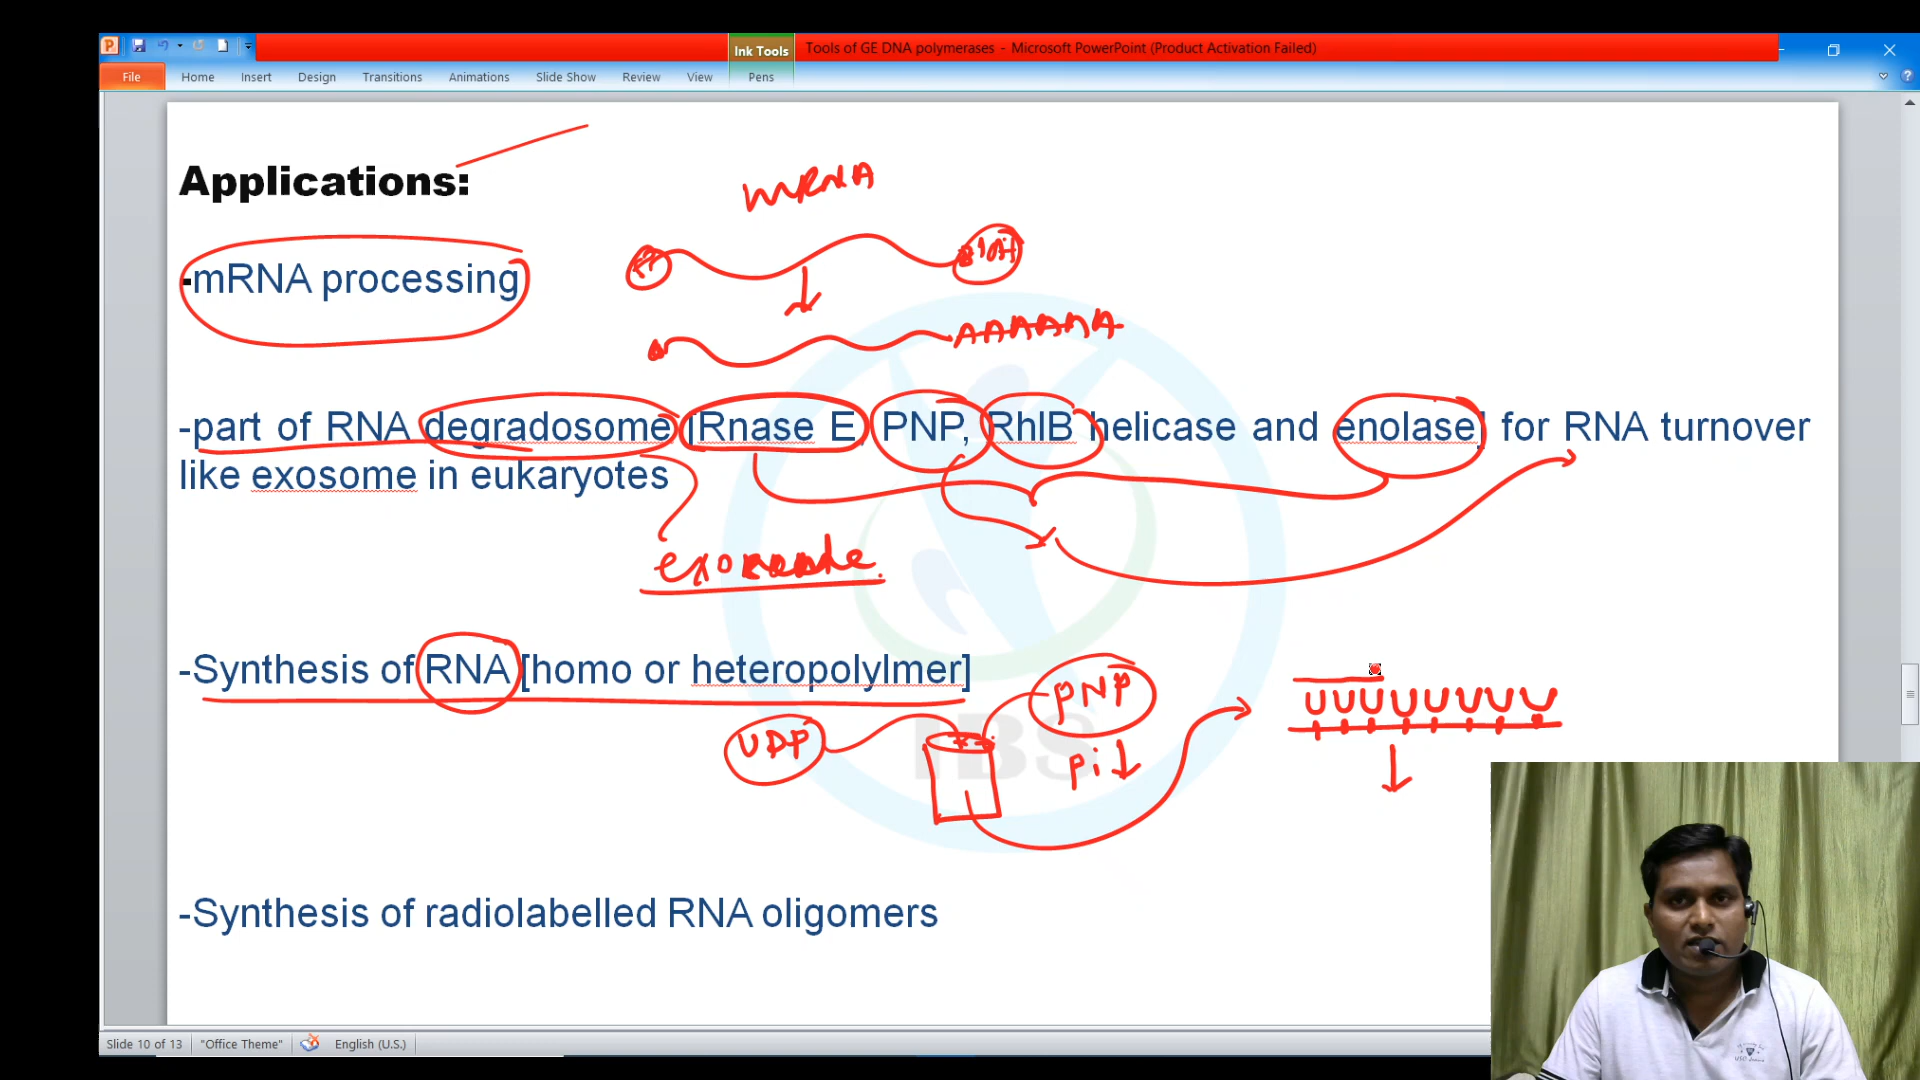 Ink Tools
Tools of GE DNA polymerases - Microsoft PowerPoint (Product Activation Failed)
File Home Insert Design Transitions Animations Slide Show Review View Pens
Applications:
mRNA
-mRNA processing
AAAAAA
-part of RNA degradosome [Rnase E, PNP, RhlB helicase and enolase] for RNA turnover
like exosome in eukaryotes
-Synthesis of RNA [homo or heteropolylmer]
PNP
UUUUUUUU
UDP
Pi
IBS
-Synthesis of radiolabelled RNA oligomers
Slide 10 of 13 "Office Theme" English (U.S.)